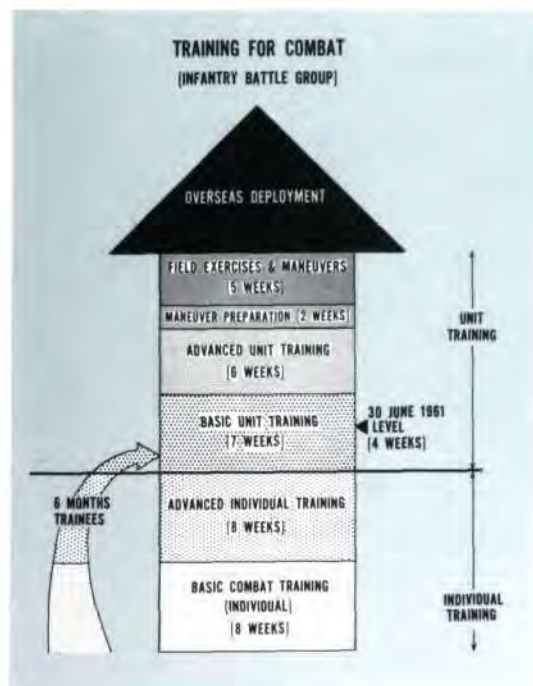 TRAINING FOR COMBAT
(INFANTRY BATTLE GROUP)
OVERSEAS DEPLOYMENT
FIELD EXERCISES & MANEUVERS
(5 WEEKS)
MANEUVER PREPARATION (2 WEEKS)
ADVANCED UNIT TRAINING
(6 WEEKS)
UNIT
TRAINING
BASIC UNIT TRAINING
(7 WEEKS)
30 JUNE 1961
LEVEL
(4 WEEKS)
6 MONTHS
TRAINEES
ADVANCED INDIVIDUAL TRAINING
(8 WEEKS)
BASIC COMBAT TRAINING
(INDIVIDUAL)
(8 WEEKS)
INDIVIDUAL
TRAINING